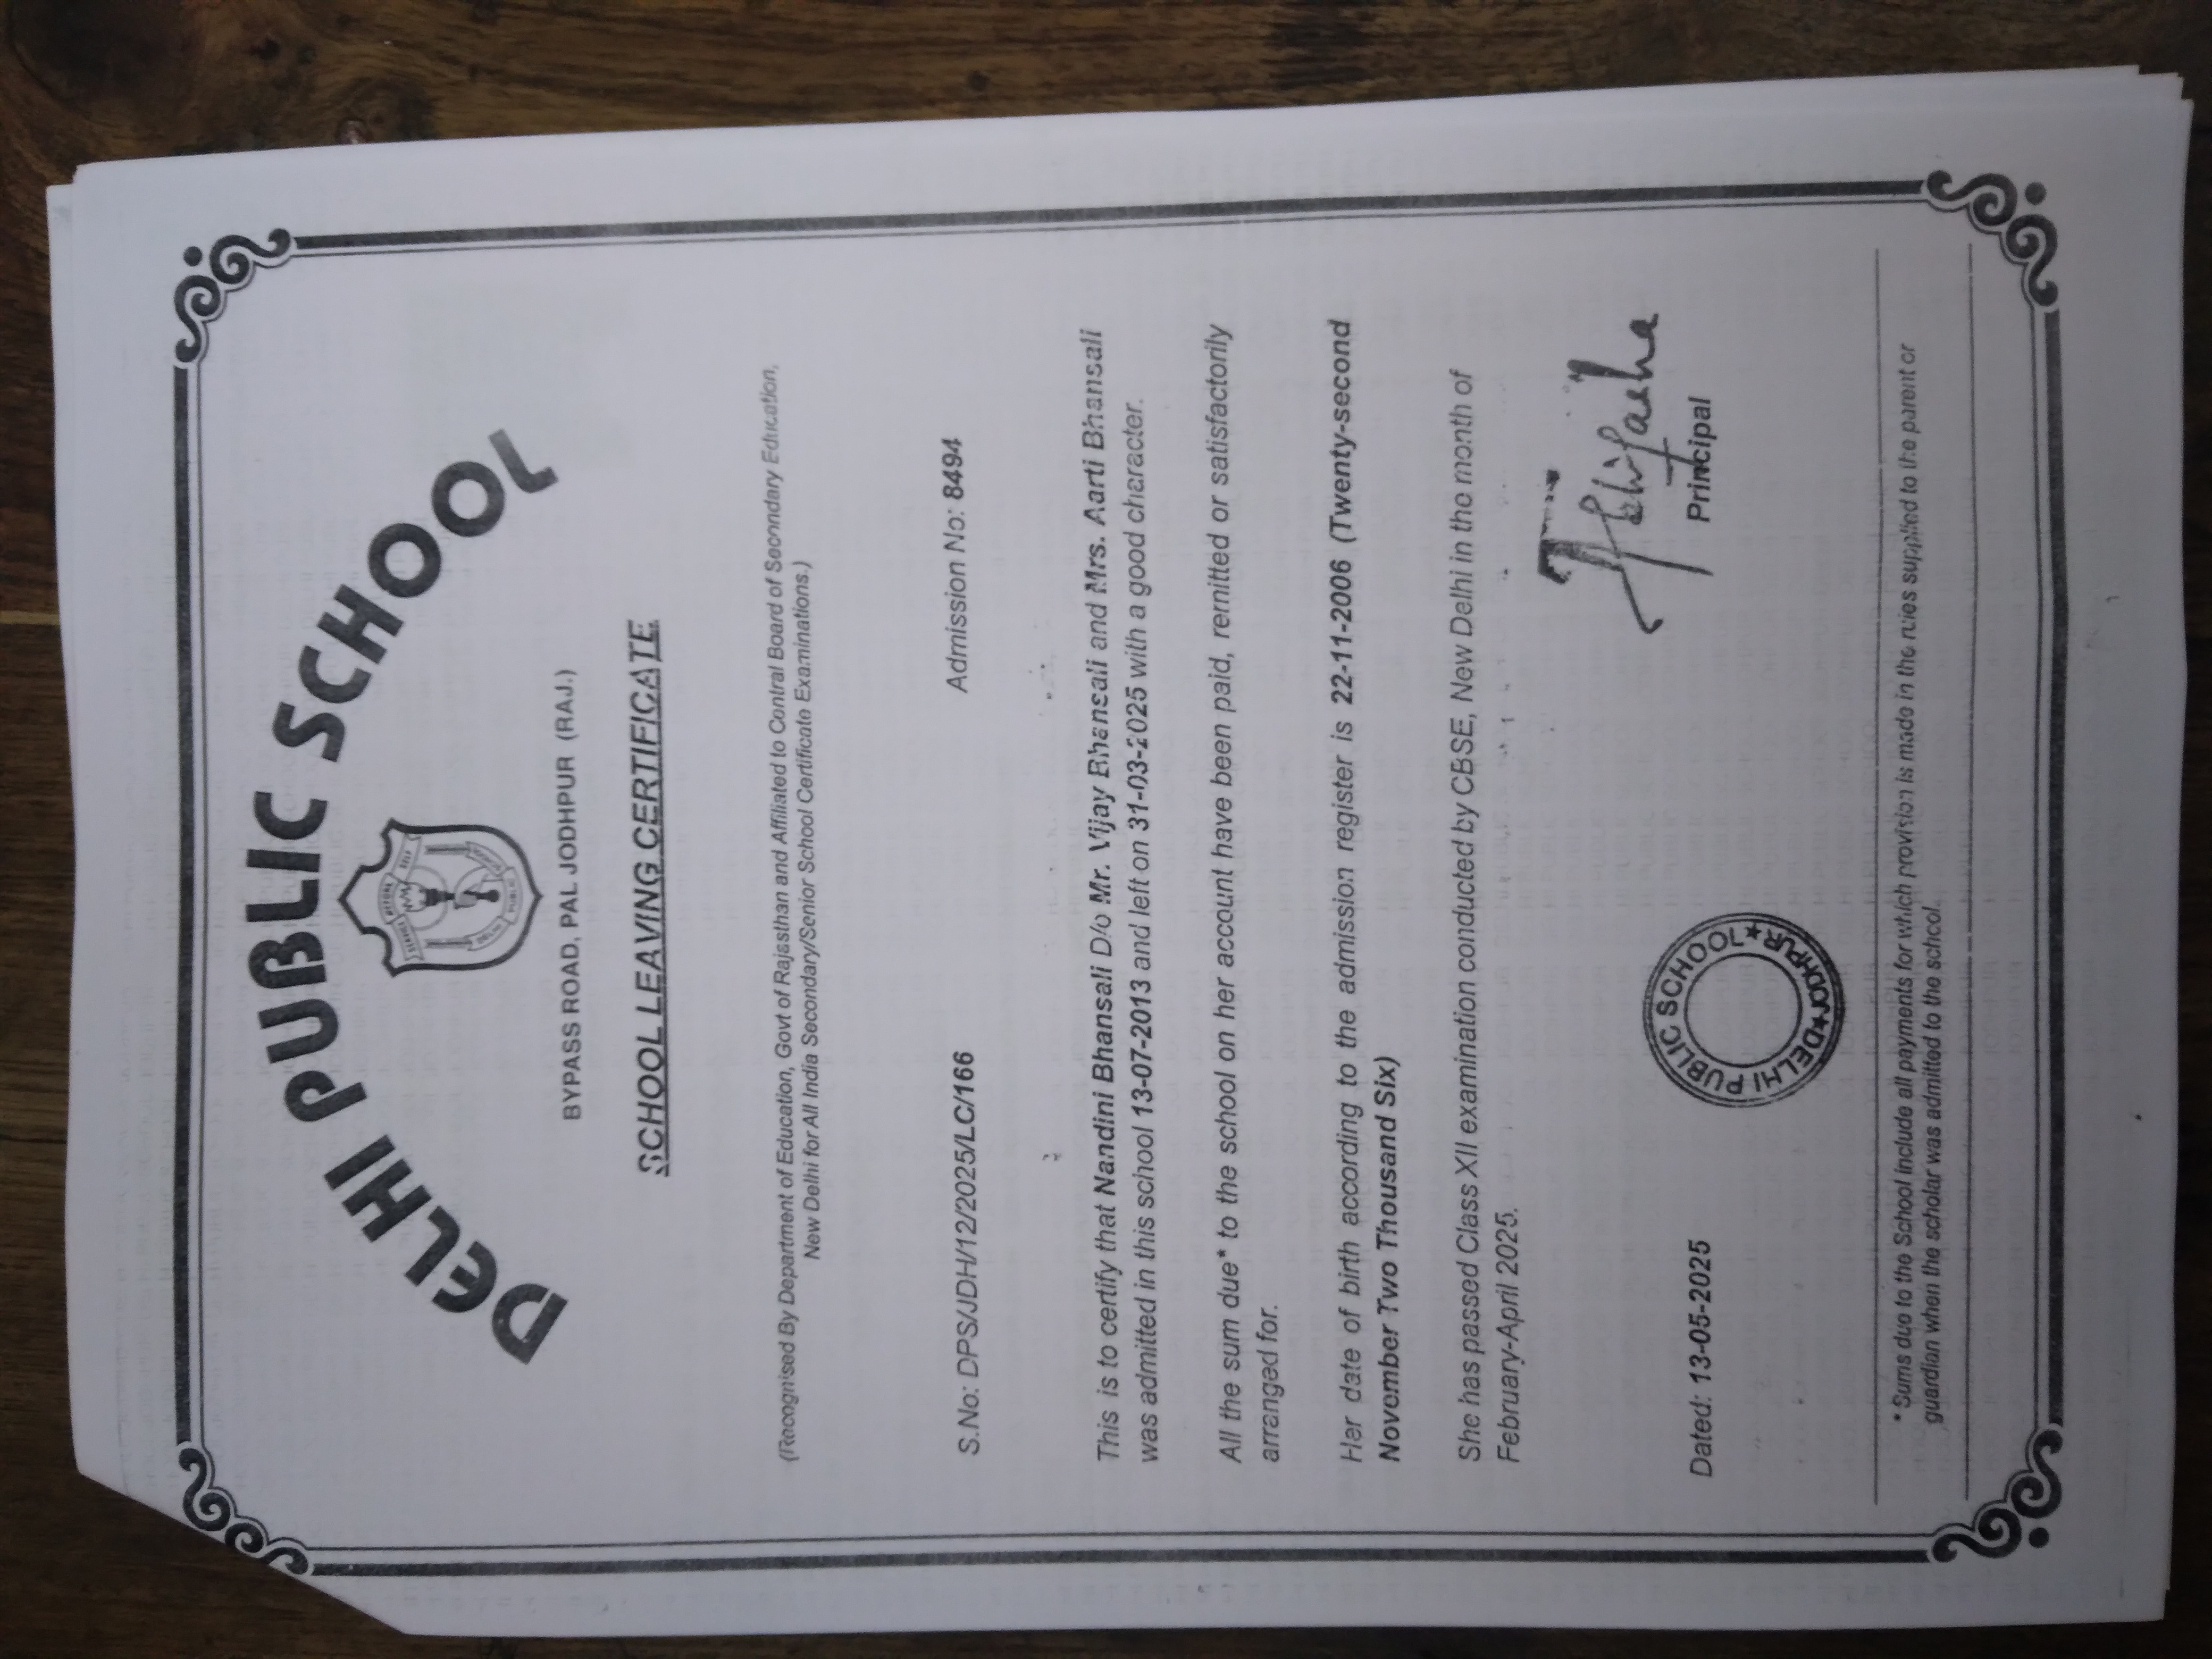 DELHI PUBLIC SCHOOL
SERVICE BEFORE SELF
DELHI PUBLIC SCHOOL
BYPASS ROAD, PAL JODHPUR (RAJ.)
SCHOOL LEAVING CERTIFICATE
(Recognised By Department of Education, Govt of Rajasthan and Affiliated to Central Board of Secondary Education,
New Delhi for All India Secondary/Senior School Certificate Examinations.)
S.No: DPS/JDH/12/2025/LC/166 Admission No: 8494
This is to certify that Nandini Bhansali D/o Mr. Vijay Bhansali and Mrs. Aarti Bhansali
was admitted in this school 13-07-2013 and left on 31-03-2025 with a good character.
All the sum due* to the school on her account have been paid, remitted or satisfactorily
arranged for.
Her date of birth according to the admission register is 22-11-2006 (Twenty-second
November Two Thousand Six)
She has passed Class XII examination conducted by CBSE, New Delhi in the month of
February-April 2025.
Dated: 13-05-2025
DELHI PUBLIC SCHOOL★JODHPUR★
Principal
* Sums due to the School include all payments for which provision is made in the rules supplied to the parent or
guardian when the scholar was admitted to the school.